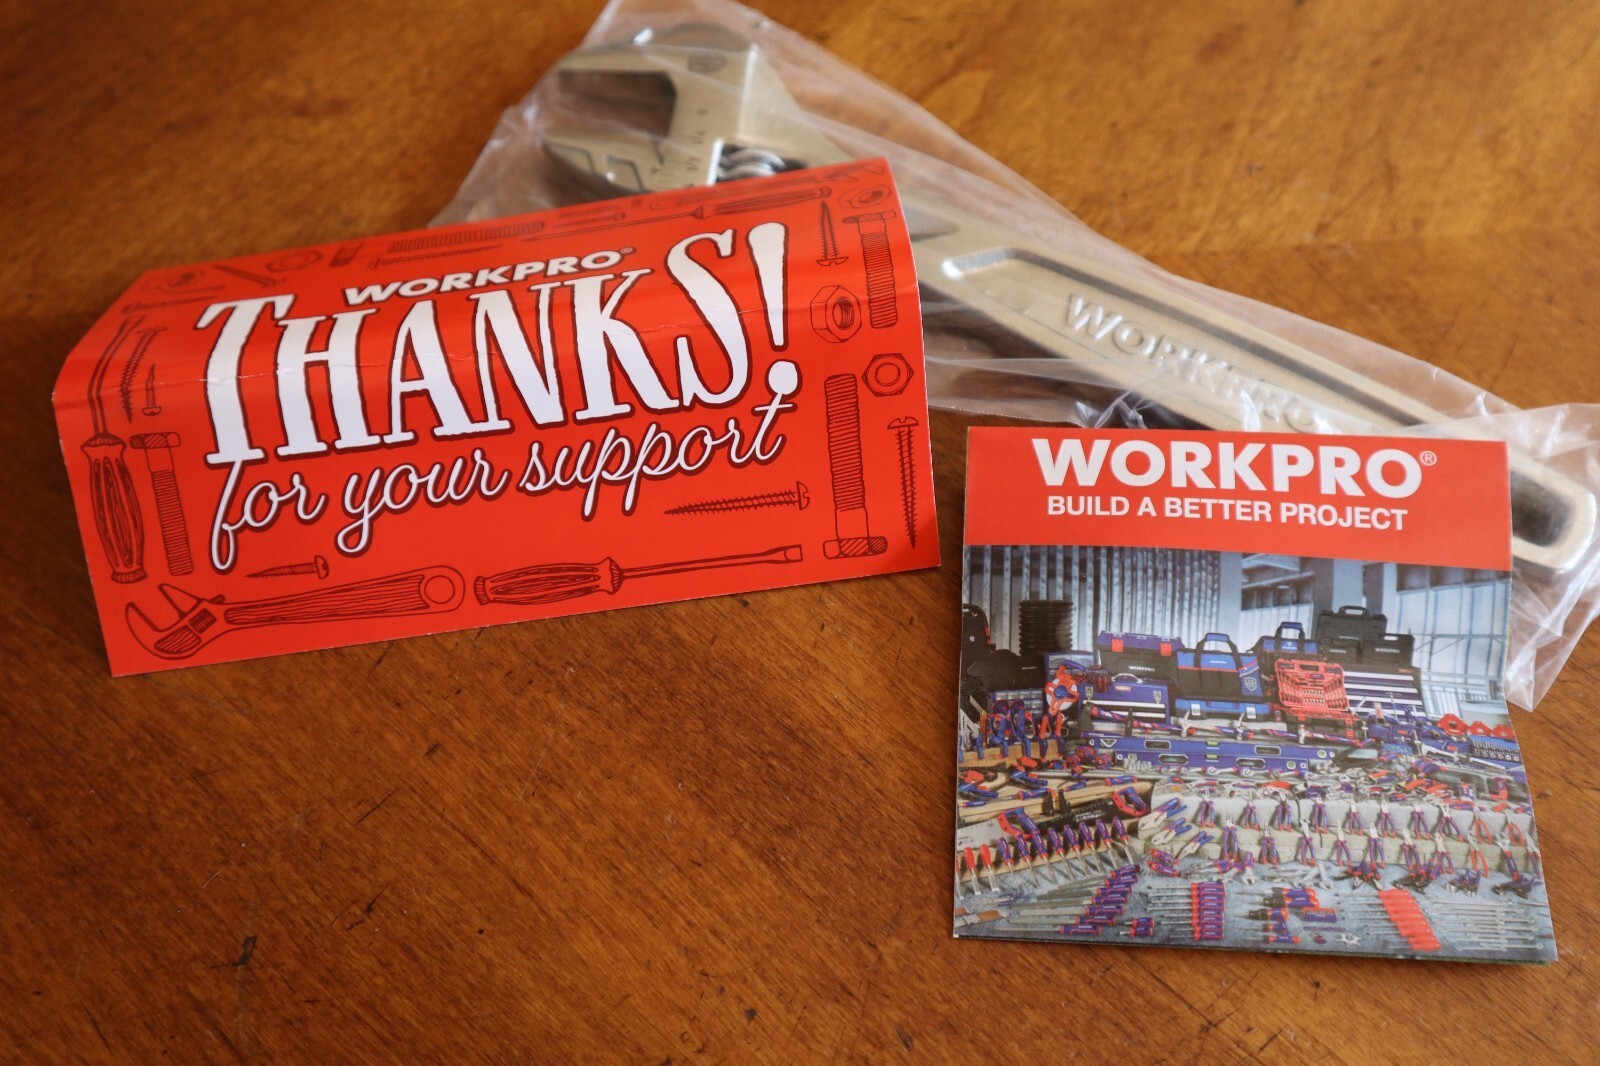 WORKPRO®
THANKS!
for your support
WORKPRO
WORKPRO®
BUILD A BETTER PROJECT